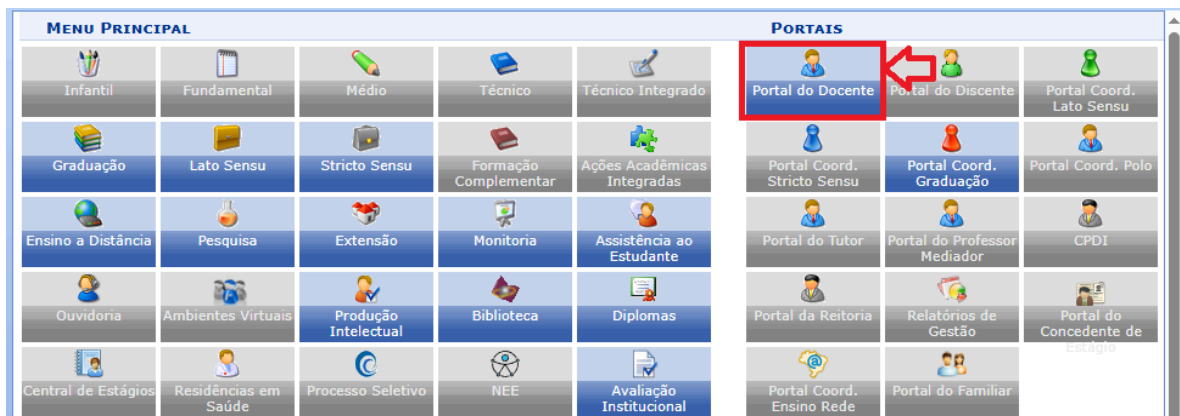 MENU PRINCIPAL
PORTAIS
Infantil
Fundamental
Médio
Técnico
Técnico Integrado
Portal do Docente
Portal do Discente
Portal Coord.
Lato Sensu
Graduação
Lato Sensu
Stricto Sensu
Formação
Complementar
Ações Acadêmicas
Integradas
Portal Coord.
Stricto Sensu
Portal Coord.
Graduação
Portal Coord. Polo
Ensino a Distância
Pesquisa
Extensão
Monitoria
Assistência ao
Estudante
Portal do Tutor
Portal do Professor
Mediador
CPDI
Ouvidoria
Ambientes Virtuais
Produção
Intelectual
Biblioteca
Diplomas
Portal da Reitoria
Relatórios de
Gestão
Portal do
Concedente de
Estágio
Central de Estágios
Residências em
Saúde
Processo Seletivo
NEE
Avaliação
Institucional
Portal Coord.
Ensino Rede
Portal do Familiar